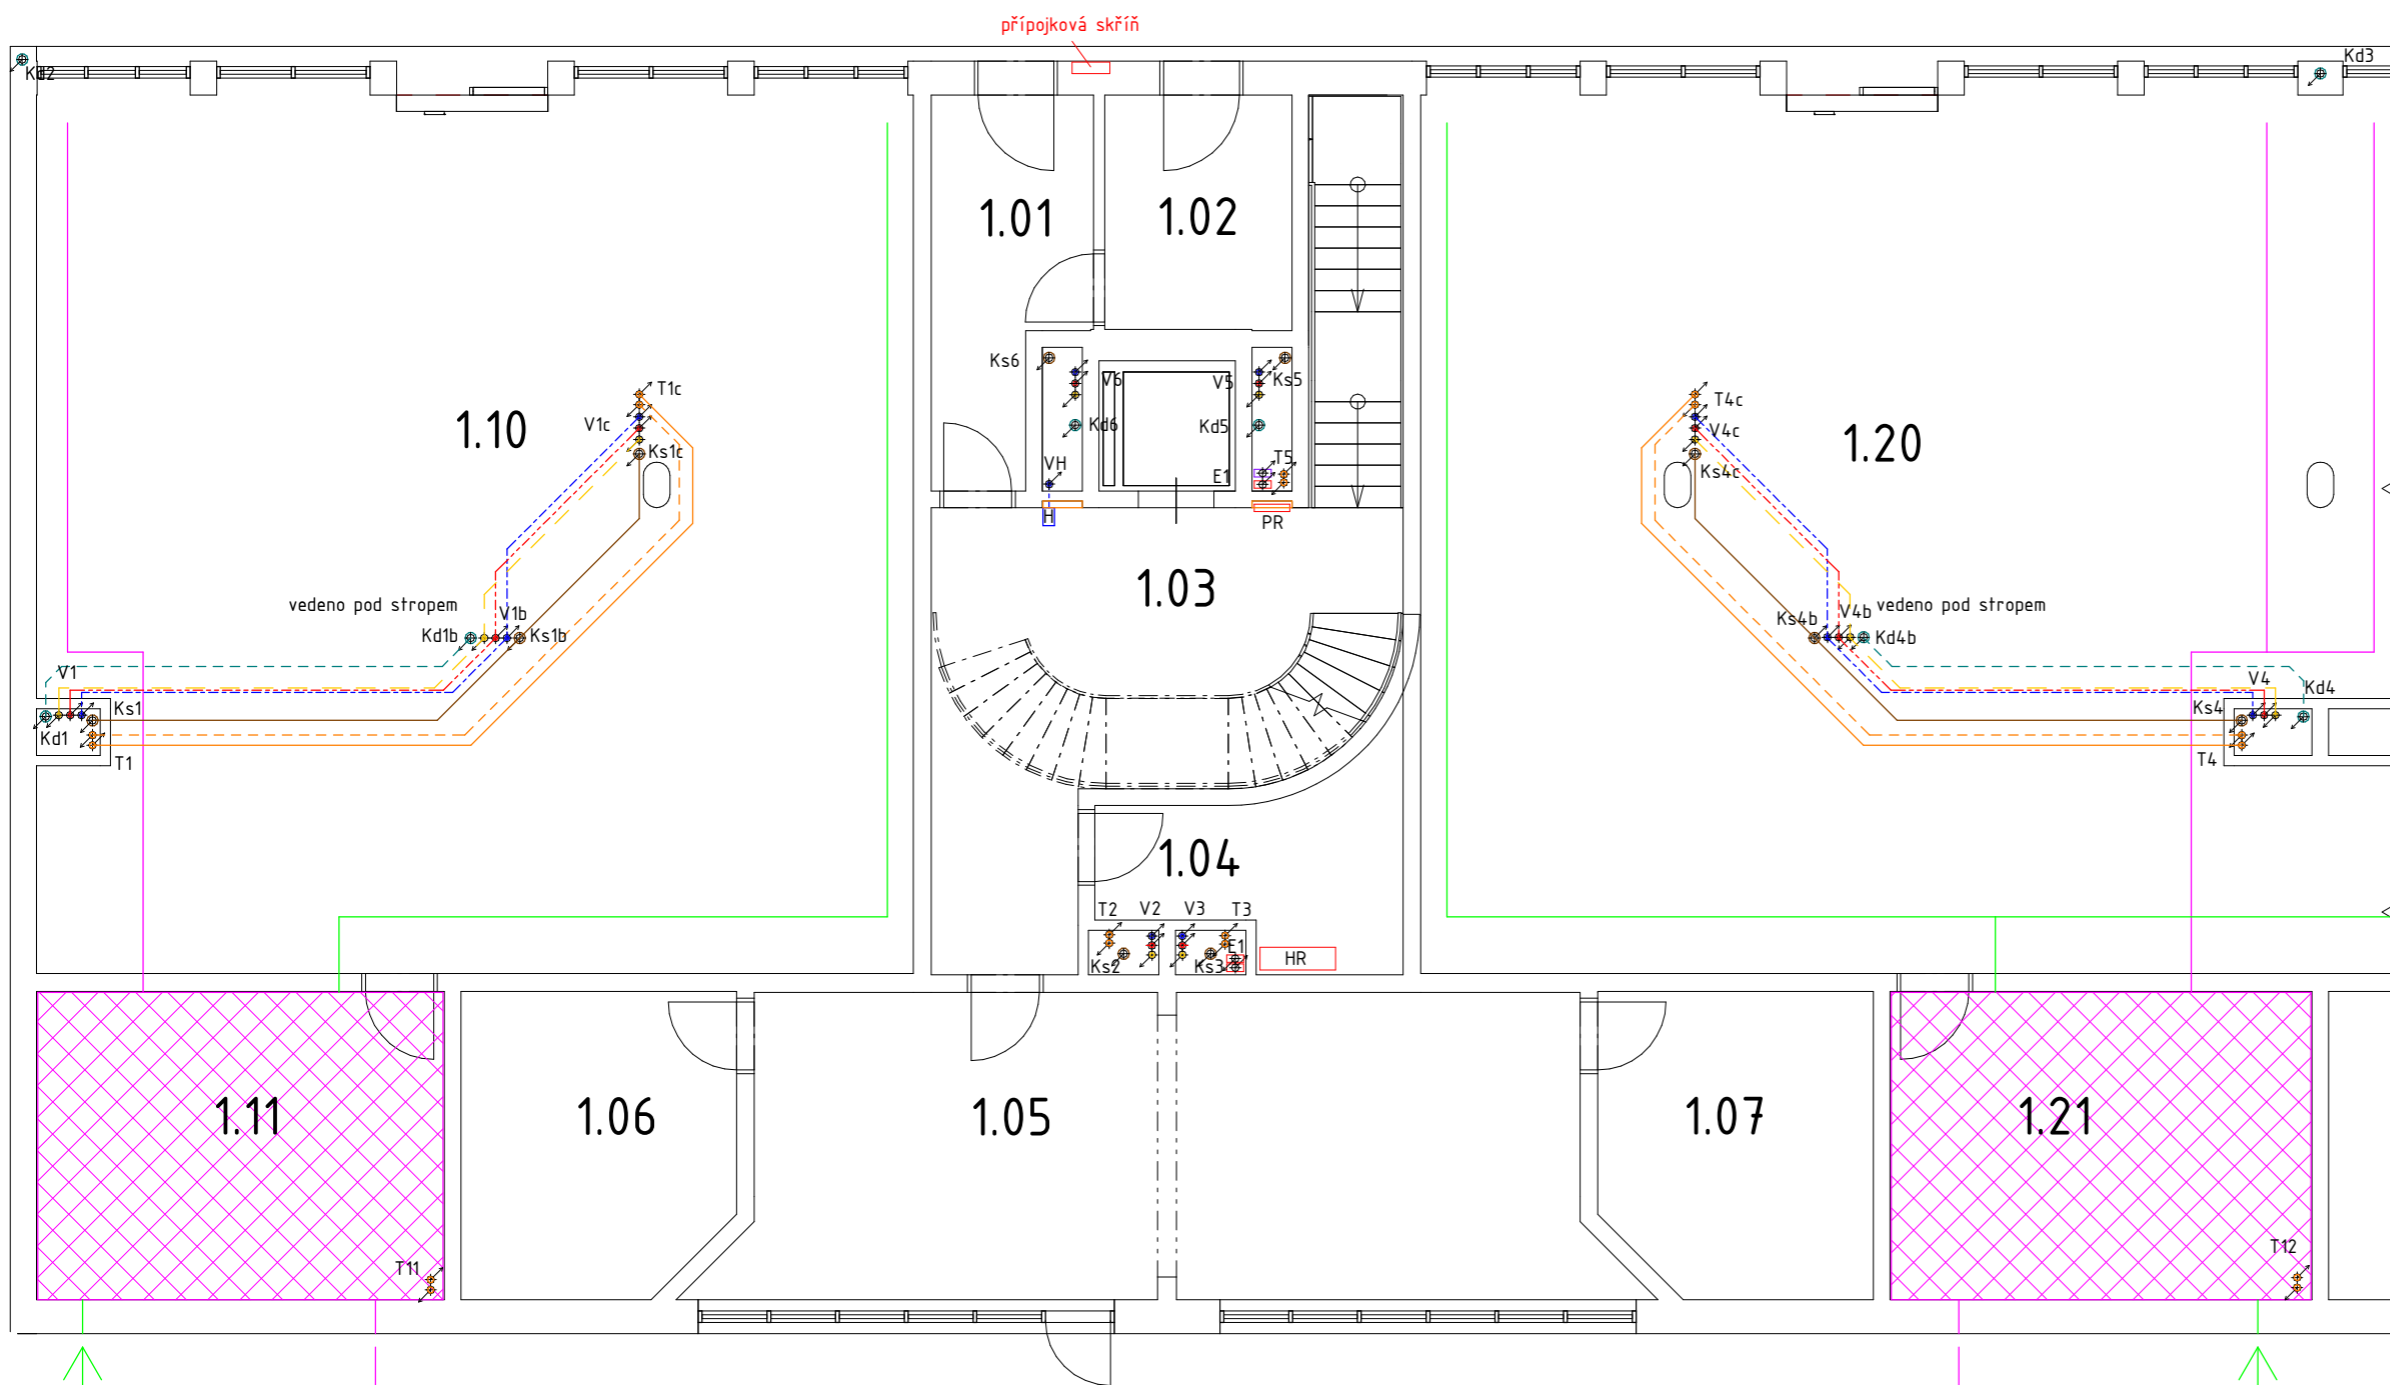 přípojková skříň
Kd2
Kd3
1.01
1.02
Ks6
V6
V5
Ks5
T1c
T4c
1.10
V1c
Kd6
Kd5
V4c
1.20
Ks1c
VH
T5
E1
Ks4c
H
PR
1.03
vedeno pod stropem
V1b
Kd1b
Ks1b
Ks4b
V4b
vedeno pod stropem
Kd4b
V1
V4
Kd4
Ks1
Ks4
Kd1
T1
T4
1.04
T2
V2
V3
T3
E1
Ks2
Ks3
HR
1.11
1.06
1.05
1.07
1.21
T11
T12